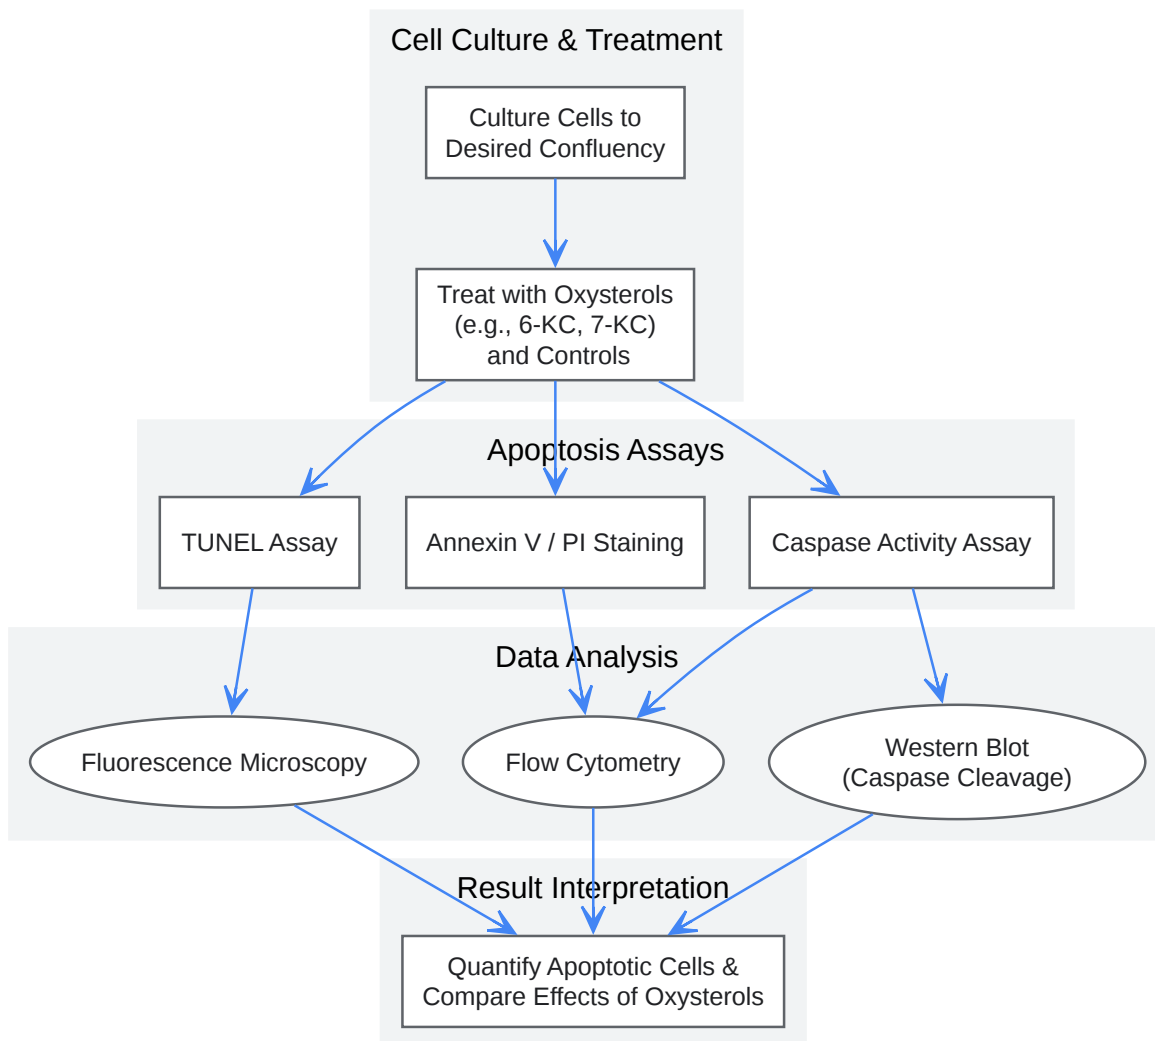 Cell Culture & Treatment
Culture Cells to
Desired Confluency
Treat with Oxysterols
(e.g., 6-KC, 7-KC)
and Controls
Apoptosis Assays
TUNEL Assay
Annexin V / PI Staining
Caspase Activity Assay
Data Analysis
Fluorescence Microscopy
Flow Cytometry
Western Blot
(Caspase Cleavage)
Result Interpretation
Quantify Apoptotic Cells &
Compare Effects of Oxysterols